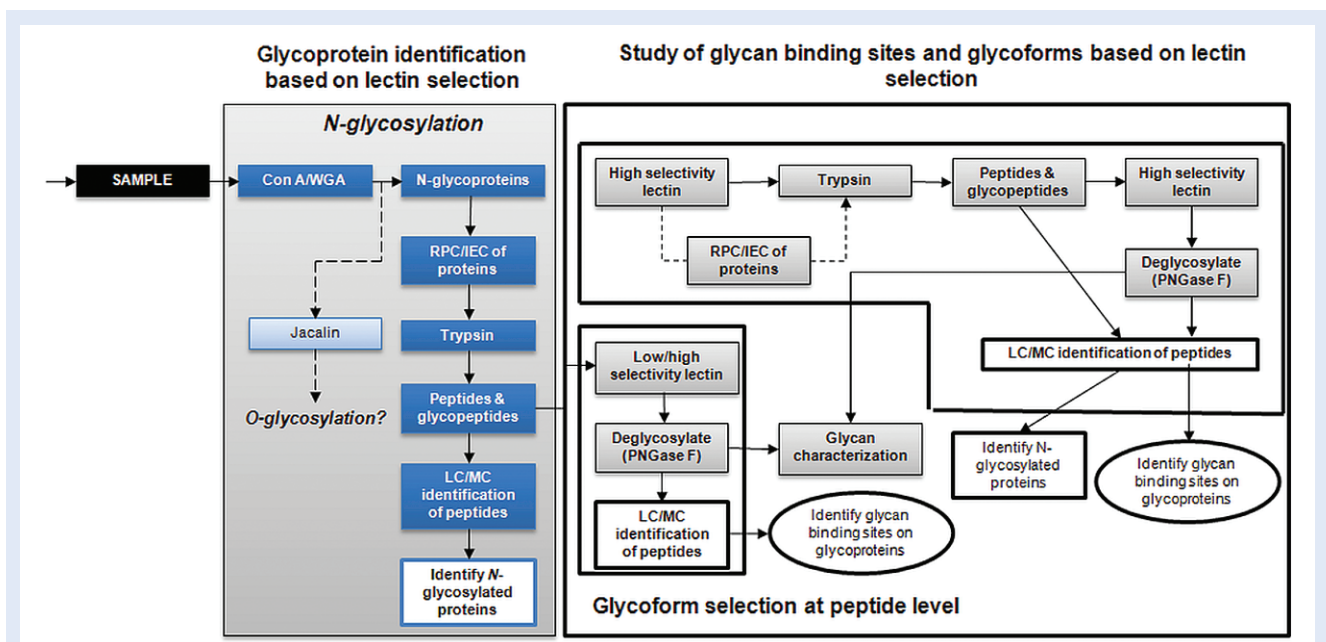 Glycoprotein identification
based on lectin selection
Study of glycan binding sites and glycoforms based on lectin
selection
N-glycosylation
SAMPLE
Con A/WGA
N-glycoproteins
RPC/IEC of
proteins
Jacalin
Trypsin
O-glycosylation?
Peptides &
glycopeptides
LC/MC
identification
of peptides
Identify N-
glycosylated
proteins
High selectivity
lectin
Trypsin
Peptides &
glycopeptides
High selectivity
lectin
RPC/IEC of
proteins
Deglycosylate
(PNGase F)
LC/MC identification of peptides
Low/high
selectivity lectin
Deglycosylate
(PNGase F)
Glycan
characterization
Identify N-
glycosylated
proteins
Identify glycan
binding sites on
glycoproteins
LC/MC
identification
of peptides
Identify glycan
binding sites on
glycoproteins
Glycoform selection at peptide level